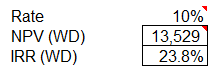 Rate 10%
NPV (WD) 13,529
IRR (WD) 23.8%